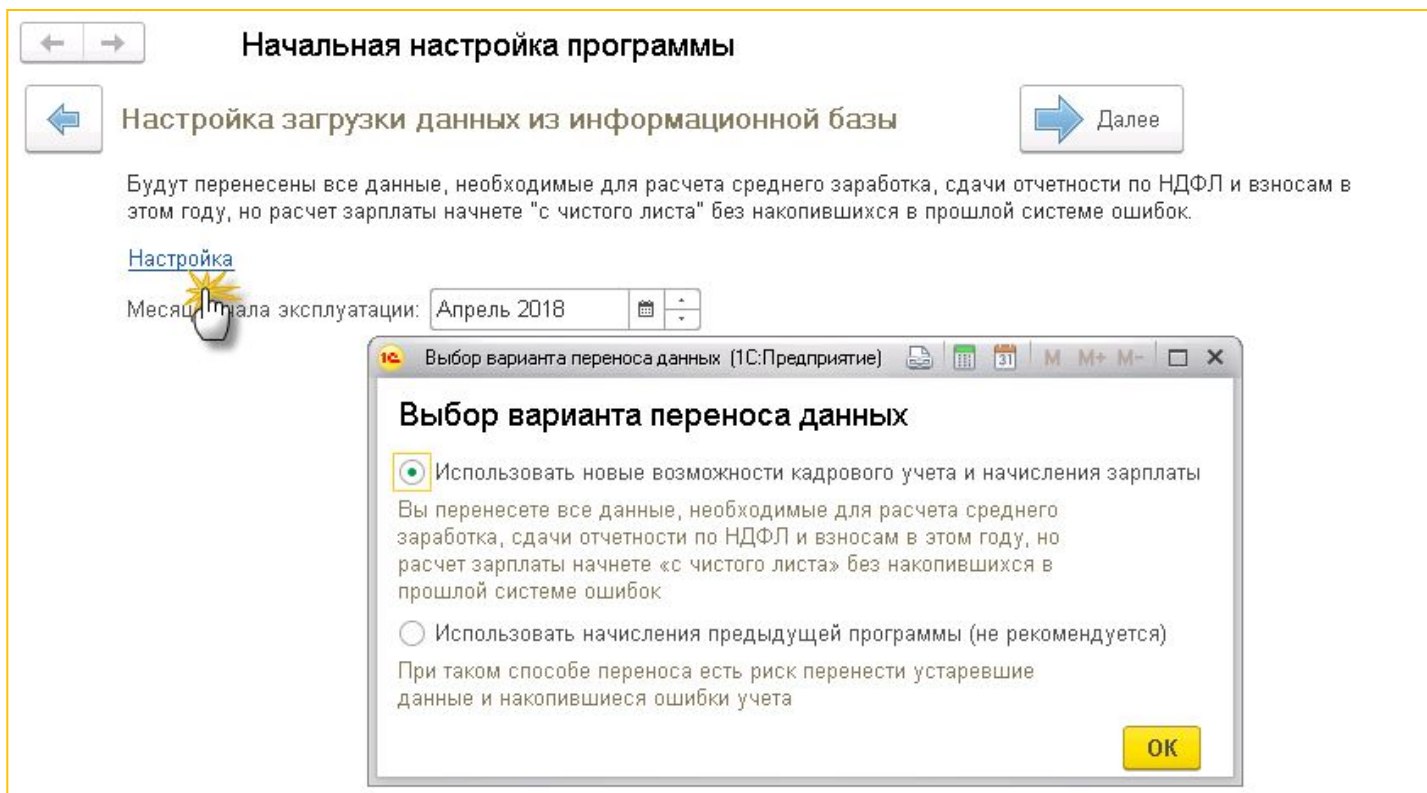 Начальная настройка программы
Настройка загрузки данных из информационной базы
Далее
Будут перенесены все данные, необходимые для расчета среднего заработка, сдачи отчетности по НДФЛ и взносам в
этом году, но расчет зарплаты начнете "с чистого листа" без накопившихся в прошлой системе ошибок.
Настройка
Месяц начала эксплуатации: Апрель 2018
1С Выбор варианта переноса данных (1С:Предприятие) 31 M M+ M-
Выбор варианта переноса данных
Использовать новые возможности кадрового учета и начисления зарплаты
Вы перенесете все данные, необходимые для расчета среднего
заработка, сдачи отчетности по НДФЛ и взносам в этом году, но
расчет зарплаты начнете «с чистого листа» без накопившихся в
прошлой системе ошибок
Использовать начисления предыдущей программы (не рекомендуется)
При таком способе переноса есть риск перенести устаревшие
данные и накопившиеся ошибки учета
ОК